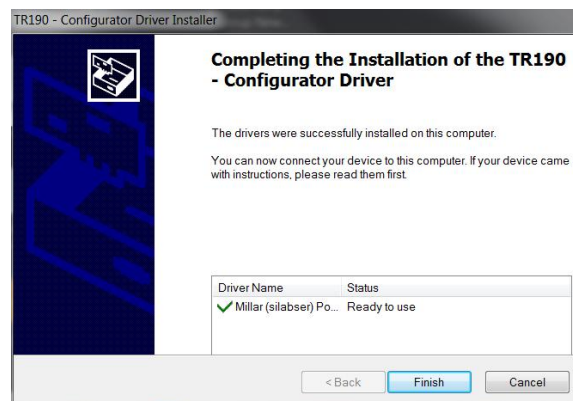 TR190 - Configurator Driver Installer
Completing the Installation of the TR190
- Configurator Driver
The drivers were successfully installed on this computer.
You can now connect your device to this computer. If your device came
with instructions, please read them first.
Driver Name Status
Millar (silabser) Po... Ready to use
< Back Finish Cancel